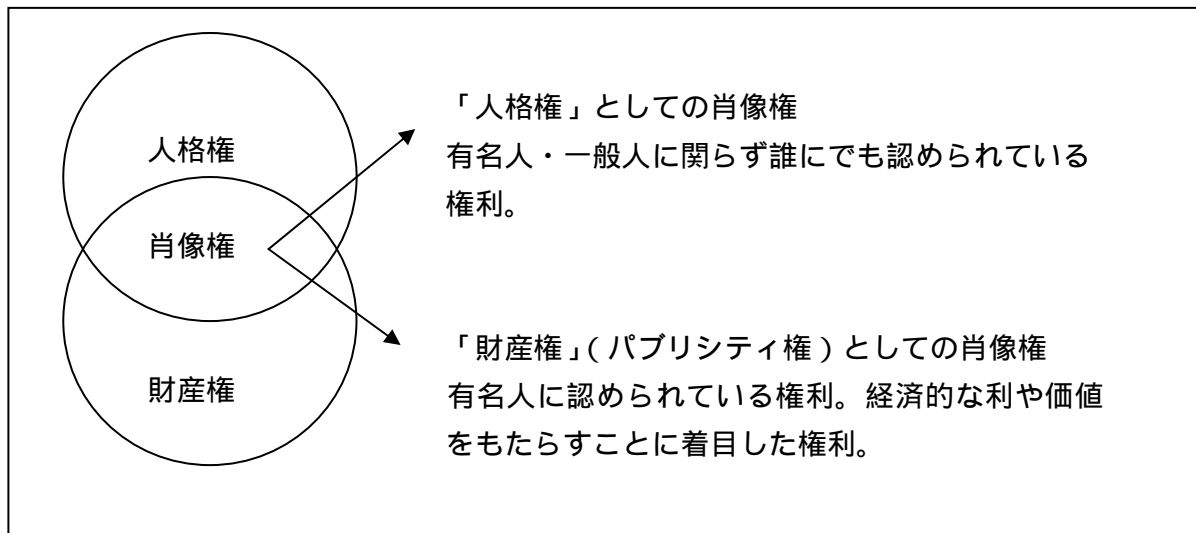 人格権
肖像権
財産権
「人格権」としての肖像権
有名人・一般人に関らず誰にでも認められている
権利。
「財産権」(パブリシティ権)としての肖像権
有名人に認められている権利。経済的な利や価値
をもたらすことに着目した権利。